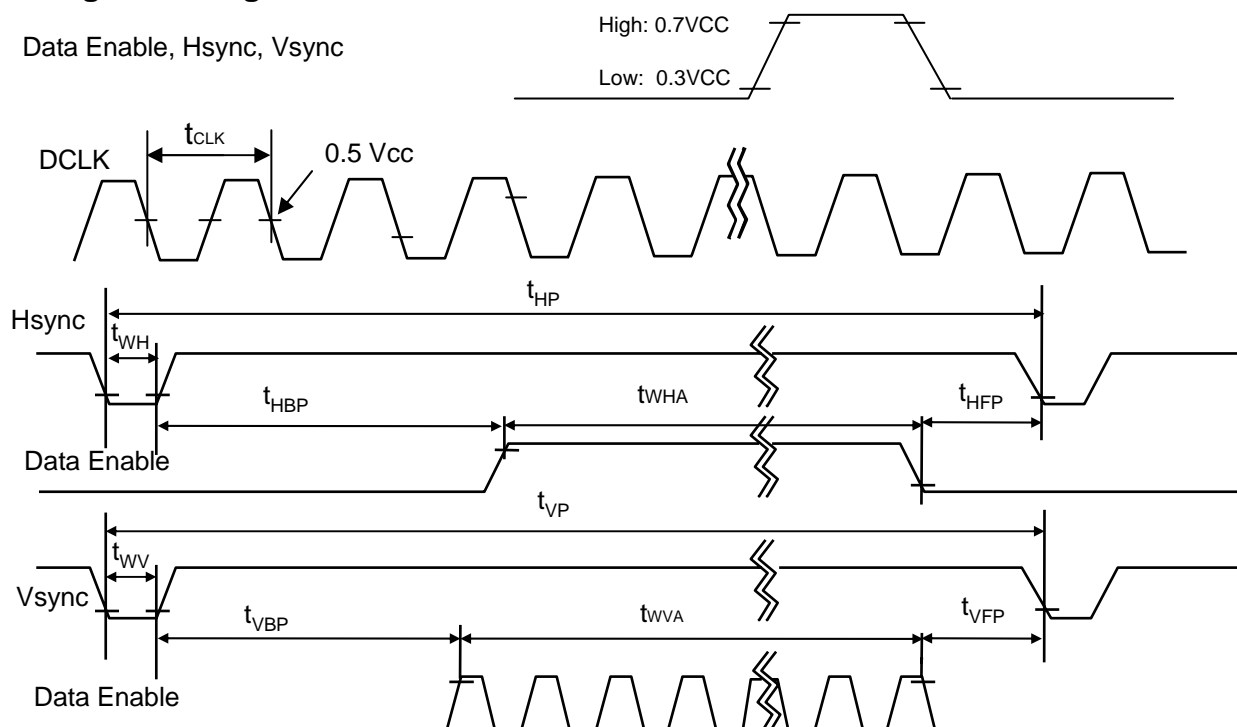 High: 0.7VCC
Data Enable, Hsync, Vsync
Low: 0.3VCC
tCLK
DCLK
0.5 Vcc
tHP
Hsync
tWH
tHBP
tWHA
tHFP
Data Enable
tVP
tWV
Vsync
tVBP
tWVA
tVFP
Data Enable